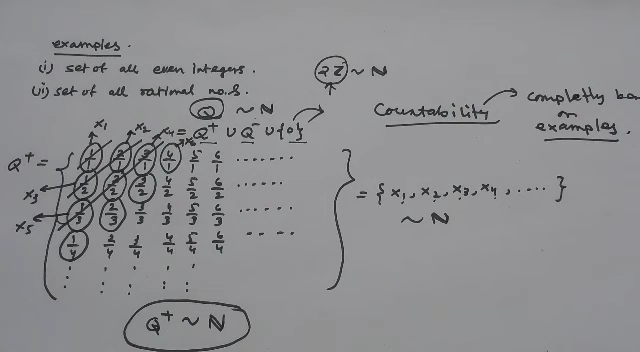 examples.
(i) set of all even integers.
(ii) set of all rational no.s.
2ℤ ~ ℕ
ℚ ~ ℕ
= ℚ⁺ ∪ ℚ⁻ ∪ {0}
Countability → completly ba
on
examples.
x₁ x₂ x₄
ℚ⁺ = { 1/1 2/1 3/1 4/1 5/1 6/1 ......
x₃ 1/2 2/2 3/2 4/2 5/2 6/2 ......
x₅ 1/3 2/3 3/3 4/3 5/3 6/3 ......
1/4 2/4 3/4 4/4 5/4 6/4 ......
} = { x₁, x₂, x₃, x₄, ..... }
~ ℕ
ℚ⁺ ~ ℕ